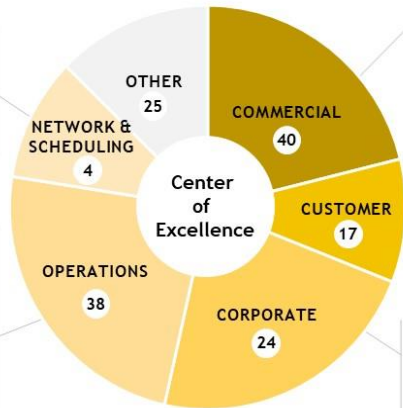 OTHER
25
COMMERCIAL
40
NETWORK &
SCHEDULING
4
Center
of
Excellence
CUSTOMER
17
OPERATIONS
38
CORPORATE
24